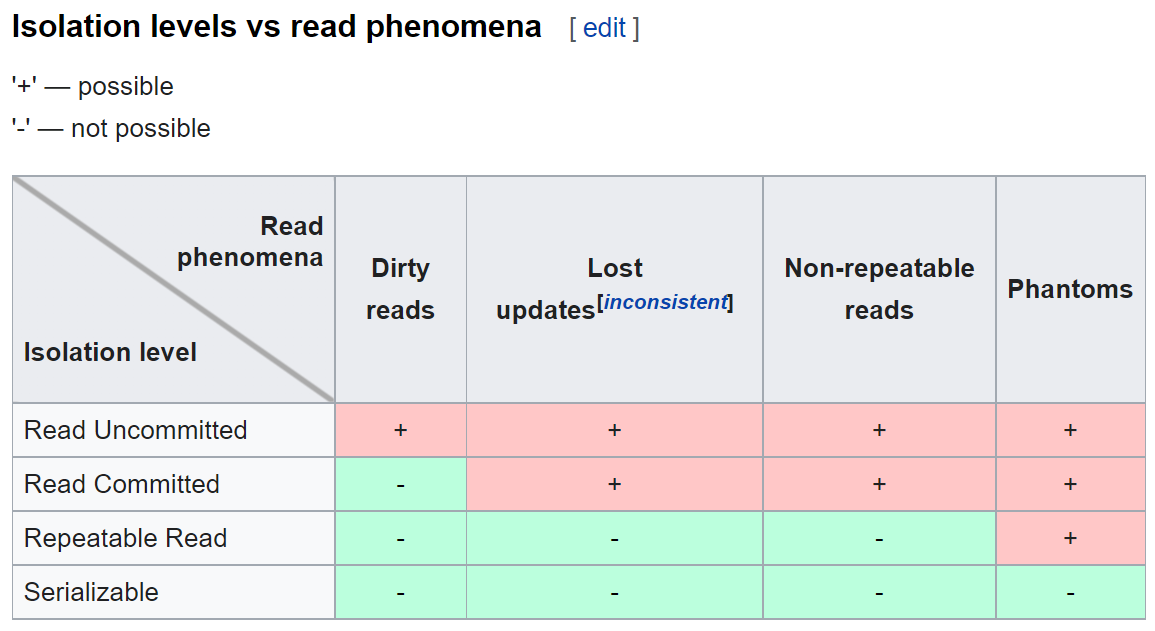 Isolation levels vs read phenomena [ edit ]
'+' — possible
'-' — not possible
Read
phenomena
Isolation level
Dirty
reads
Lost
updates[inconsistent]
Non-repeatable
reads
Phantoms
Read Uncommitted + + + +
Read Committed - + + +
Repeatable Read - - - +
Serializable - - - -